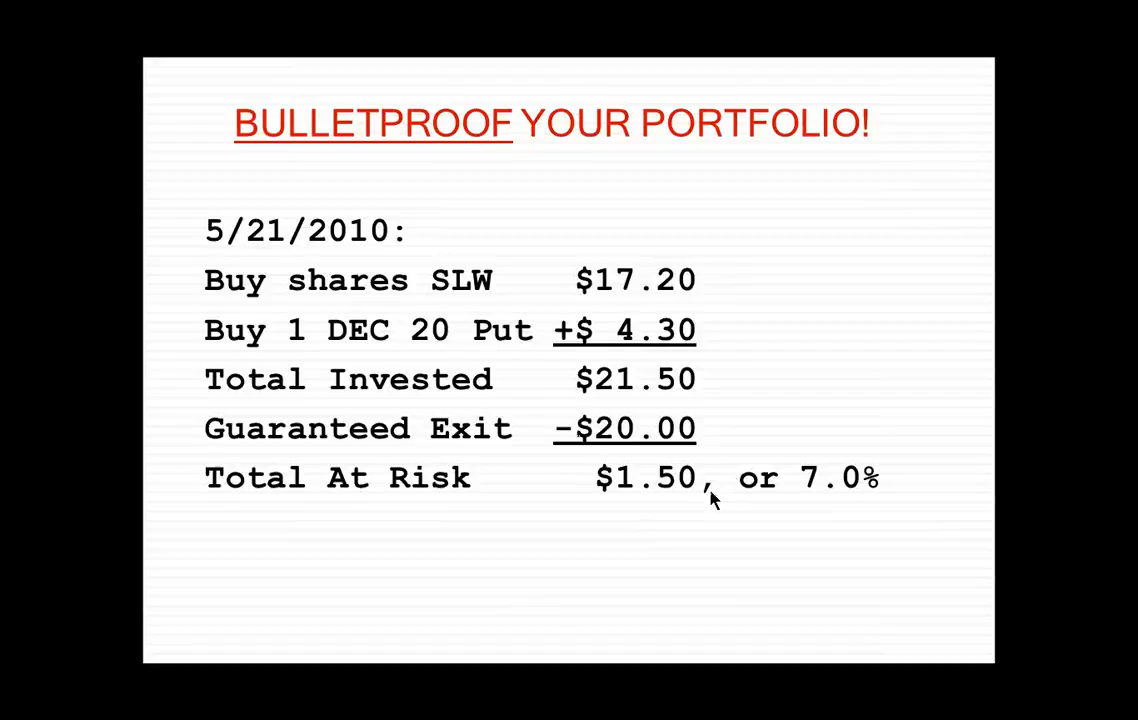 BULLETPROOF YOUR PORTFOLIO!
5/21/2010:
Buy shares SLW $17.20
Buy 1 DEC 20 Put +$ 4.30
Total Invested $21.50
Guaranteed Exit -$20.00
Total At Risk $1.50, or 7.0%